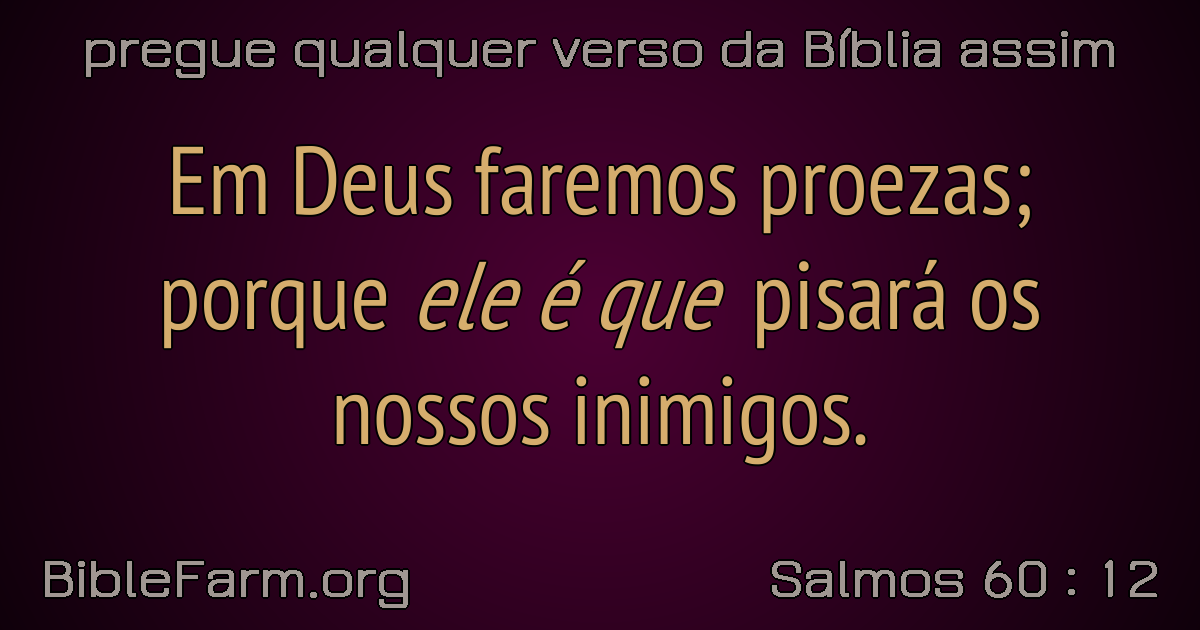 pregue qualquer verso da Bíblia assim
Em Deus faremos proezas;
porque ele é que pisará os
nossos inimigos.
BibleFarm.org
Salmos 60 : 12